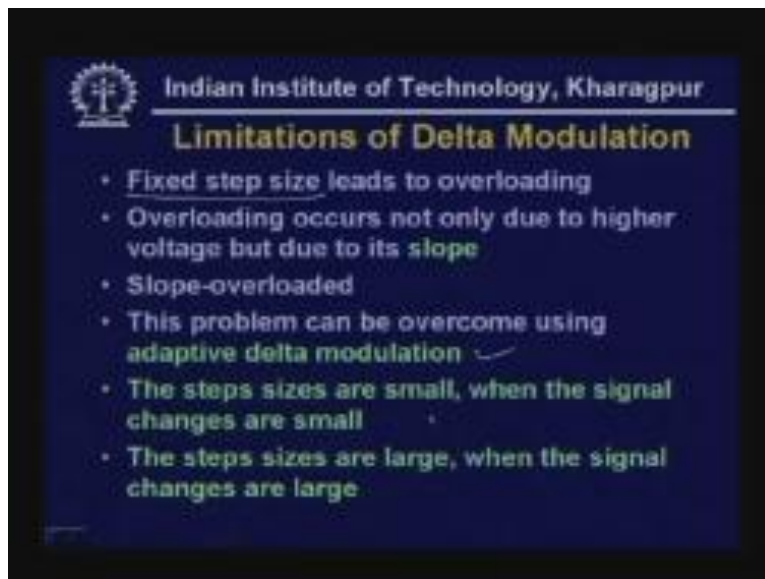 Indian Institute of Technology, Kharagpur
Limitations of Delta Modulation
• Fixed step size leads to overloading
• Overloading occurs not only due to higher
voltage but due to its slope
• Slope-overloaded
• This problem can be overcome using
adaptive delta modulation
• The steps sizes are small, when the signal
changes are small
• The steps sizes are large, when the signal
changes are large